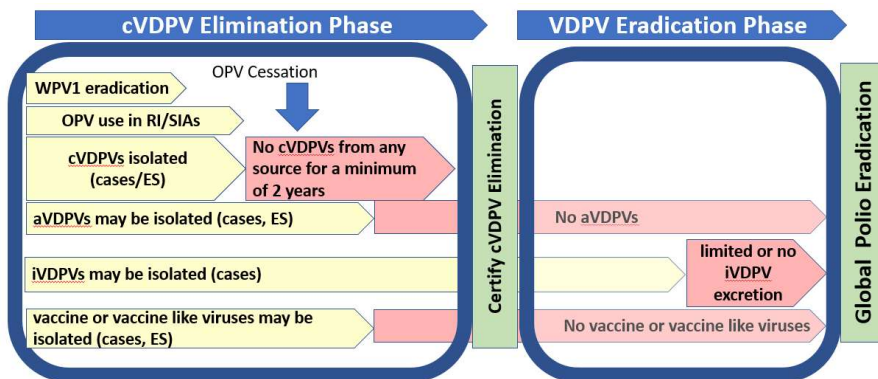 cVDPV Elimination Phase
VDPV Eradication Phase
OPV Cessation
WPV1 eradication
OPV use in RI/SIAs
cVDPVs isolated
(cases/ES)
No cVDPVs from any
source for a minimum
of 2 years
aVDPVs may be isolated (cases, ES)
No aVDPVs
iVDPVs may be isolated (cases)
limited or no
iVDPV
excretion
vaccine or vaccine like viruses may be
isolated (cases, ES)
No vaccine or vaccine like viruses
Certify cVDPV Elimination
Global Polio Eradication